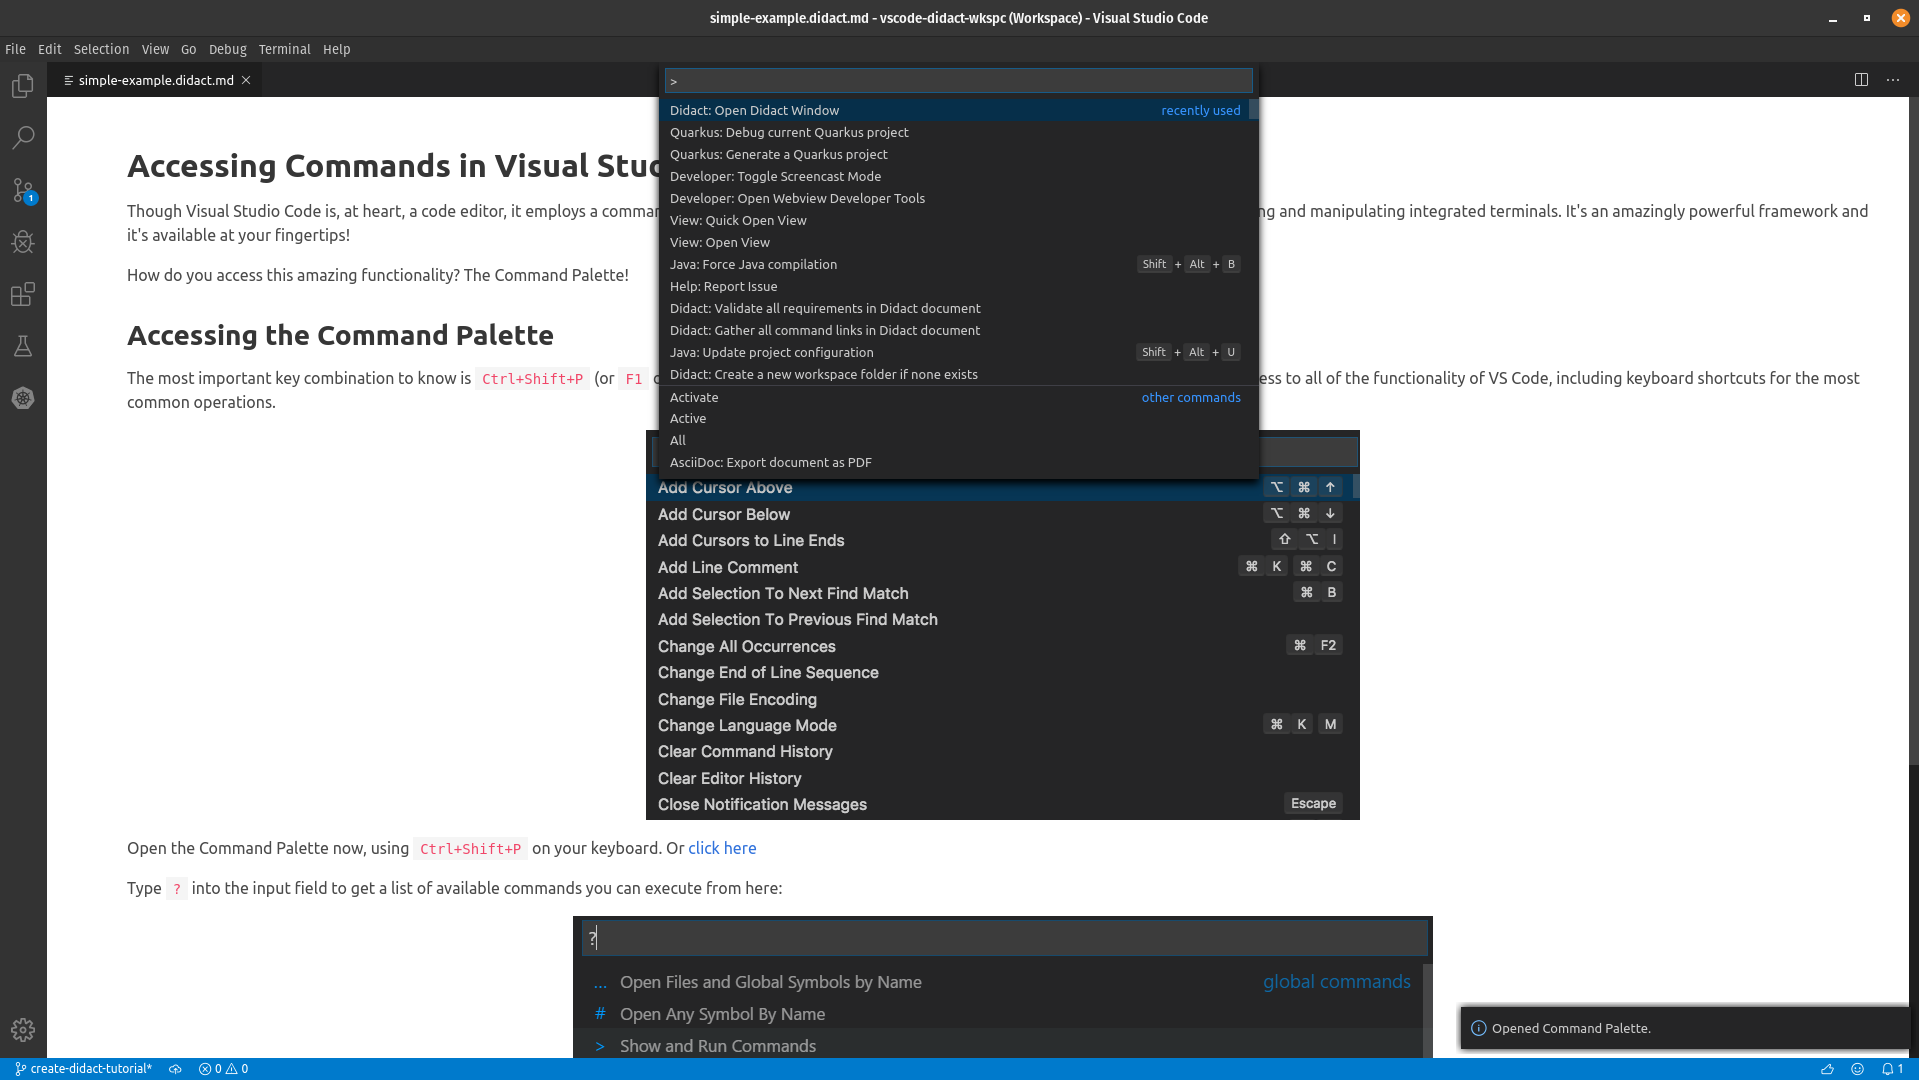 simple-example.didact.md - vscode-didact-wkspc (Workspace) - Visual Studio Code
File Edit Selection View Go Debug Terminal Help
simple-example.didact.md
>
Didact: Open Didact Window recently used
Quarkus: Debug current Quarkus project
Quarkus: Generate a Quarkus project
Developer: Toggle Screencast Mode
Developer: Open Webview Developer Tools
View: Quick Open View
View: Open View
Java: Force Java compilation Shift + Alt + B
Help: Report Issue
Didact: Validate all requirements in Didact document
Didact: Gather all command links in Didact document
Java: Update project configuration Shift + Alt + U
Didact: Create a new workspace folder if none exists
Activate other commands
Active
All
AsciiDoc: Export document as PDF
1
Accessing Commands in Visual Stud
Though Visual Studio Code is, at heart, a code editor, it employs a comman ng and manipulating integrated terminals. It's an amazingly powerful framework and
it's available at your fingertips!
How do you access this amazing functionality? The Command Palette!
Accessing the Command Palette
The most important key combination to know is Ctrl+Shift+P (or F1 ess to all of the functionality of VS Code, including keyboard shortcuts for the most
common operations.
Add Cursor Above ⌥ ⌘ ↑
Add Cursor Below ⌥ ⌘ ↓
Add Cursors to Line Ends ⇧ ⌥ I
Add Line Comment ⌘ K ⌘ C
Add Selection To Next Find Match ⌘ B
Add Selection To Previous Find Match
Change All Occurrences ⌘ F2
Change End of Line Sequence
Change File Encoding
Change Language Mode ⌘ K M
Clear Command History
Clear Editor History
Close Notification Messages Escape
Open the Command Palette now, using Ctrl+Shift+P on your keyboard. Or click here
Type ? into the input field to get a list of available commands you can execute from here:
?
... Open Files and Global Symbols by Name global commands
# Open Any Symbol By Name
> Show and Run Commands
Opened Command Palette.
create-didact-tutorial* 0 0 1